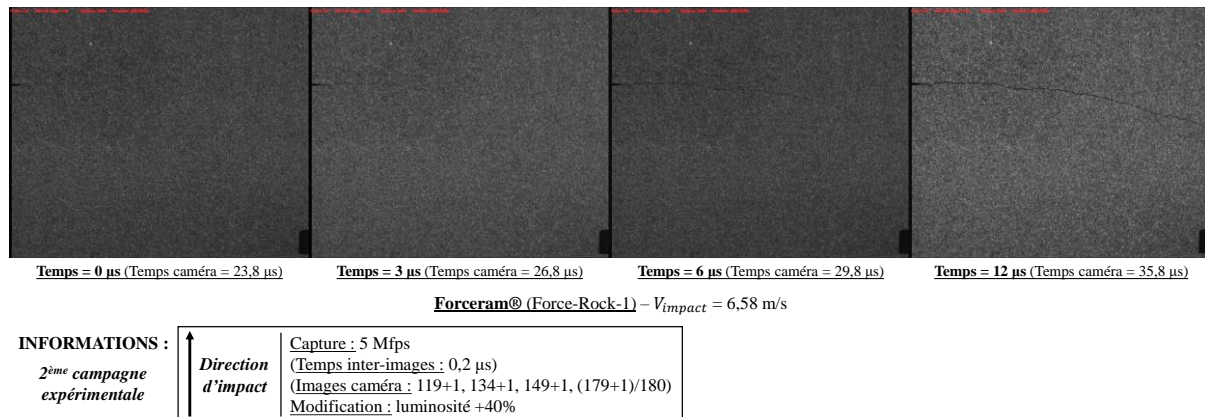 Temps = 0 µs (Temps caméra = 23,8 µs)
Temps = 3 µs (Temps caméra = 26,8 µs)
Temps = 6 µs (Temps caméra = 29,8 µs)
Temps = 12 µs (Temps caméra = 35,8 µs)
Forceram® (Force-Rock-1) – V_impact = 6,58 m/s
INFORMATIONS :
2ème campagne
expérimentale
Direction
d'impact
Capture : 5 Mfps
(Temps inter-images : 0,2 µs)
(Images caméra : 119+1, 134+1, 149+1, (179+1)/180)
Modification : luminosité +40%